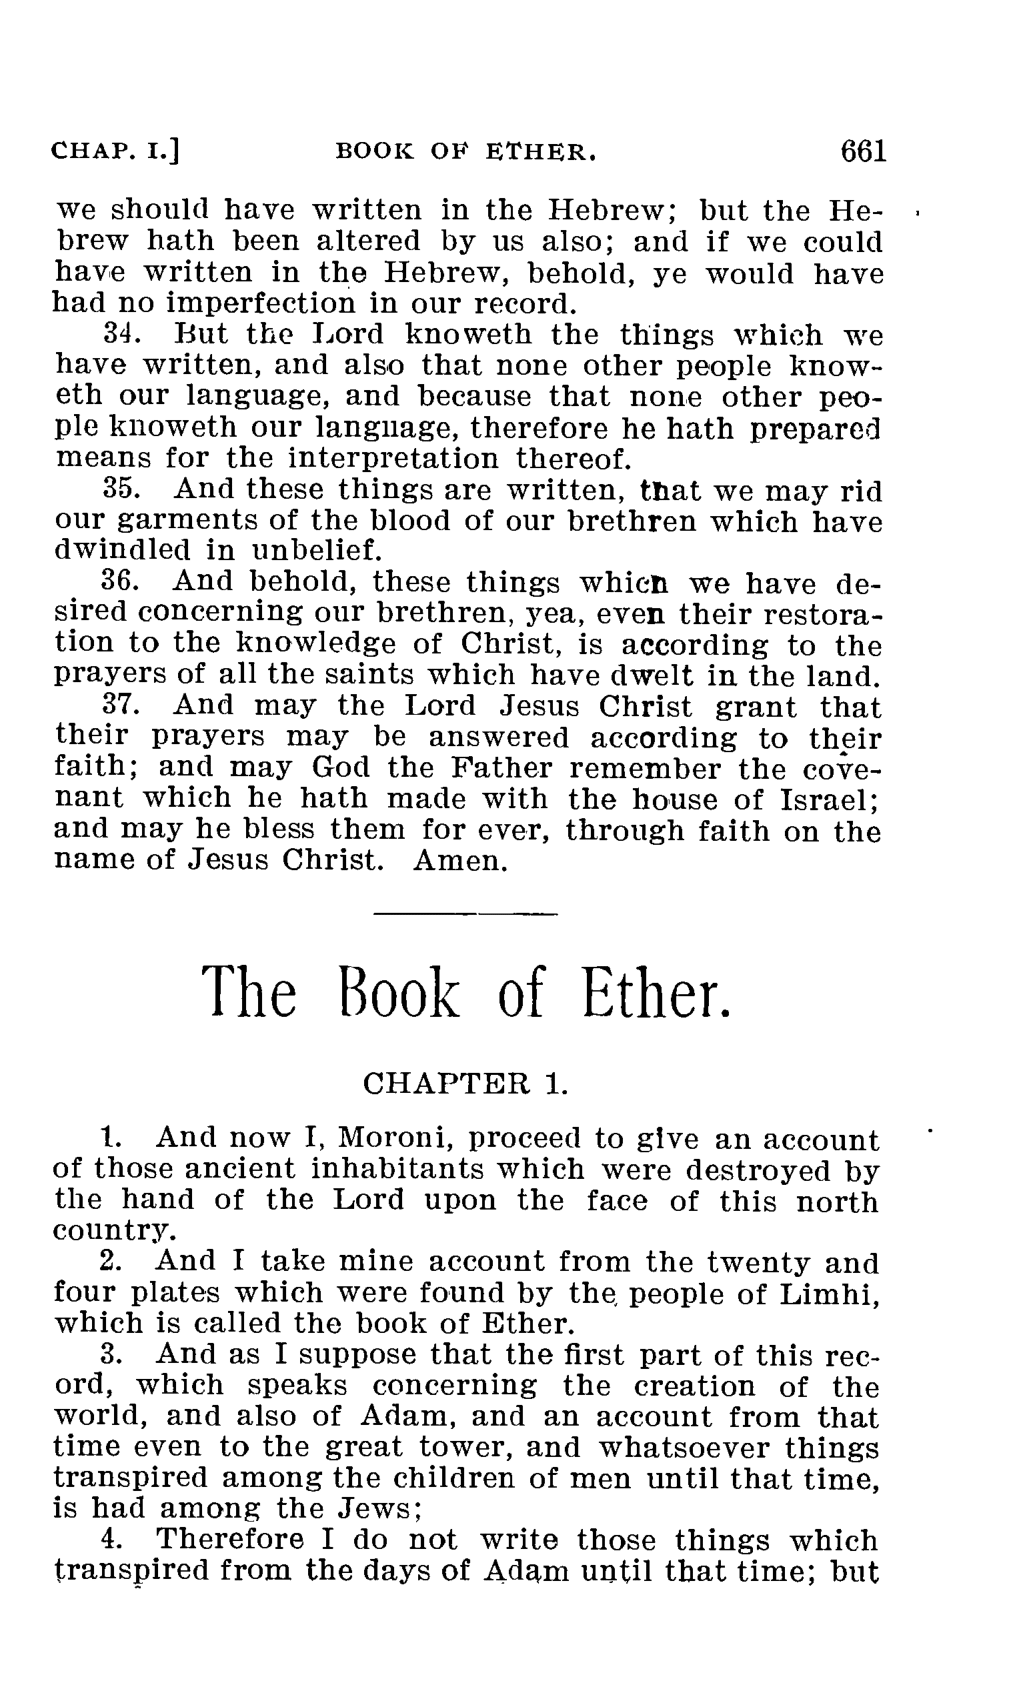 CHAP. I.] BOOK OF ETHER. 661
we should have written in the Hebrew; but the He-
brew hath been altered by us also; and if we could
have written in the Hebrew, behold, ye would have
had no imperfection in our record.
34. But the Lord knoweth the things which we
have written, and also that none other people know-
eth our language, and because that none other peo-
ple knoweth our language, therefore he hath prepared
means for the interpretation thereof.
35. And these things are written, that we may rid
our garments of the blood of our brethren which have
dwindled in unbelief.
36. And behold, these things which we have de-
sired concerning our brethren, yea, even their restora-
tion to the knowledge of Christ, is according to the
prayers of all the saints which have dwelt in the land.
37. And may the Lord Jesus Christ grant that
their prayers may be answered according to their
faith; and may God the Father remember the cove-
nant which he hath made with the house of Israel;
and may he bless them for ever, through faith on the
name of Jesus Christ. Amen.
The Book of Ether.
CHAPTER 1.
1. And now I, Moroni, proceed to give an account
of those ancient inhabitants which were destroyed by
the hand of the Lord upon the face of this north
country.
2. And I take mine account from the twenty and
four plates which were found by the people of Limhi,
which is called the book of Ether.
3. And as I suppose that the first part of this rec-
ord, which speaks concerning the creation of the
world, and also of Adam, and an account from that
time even to the great tower, and whatsoever things
transpired among the children of men until that time,
is had among the Jews;
4. Therefore I do not write those things which
transpired from the days of Adam until that time; but